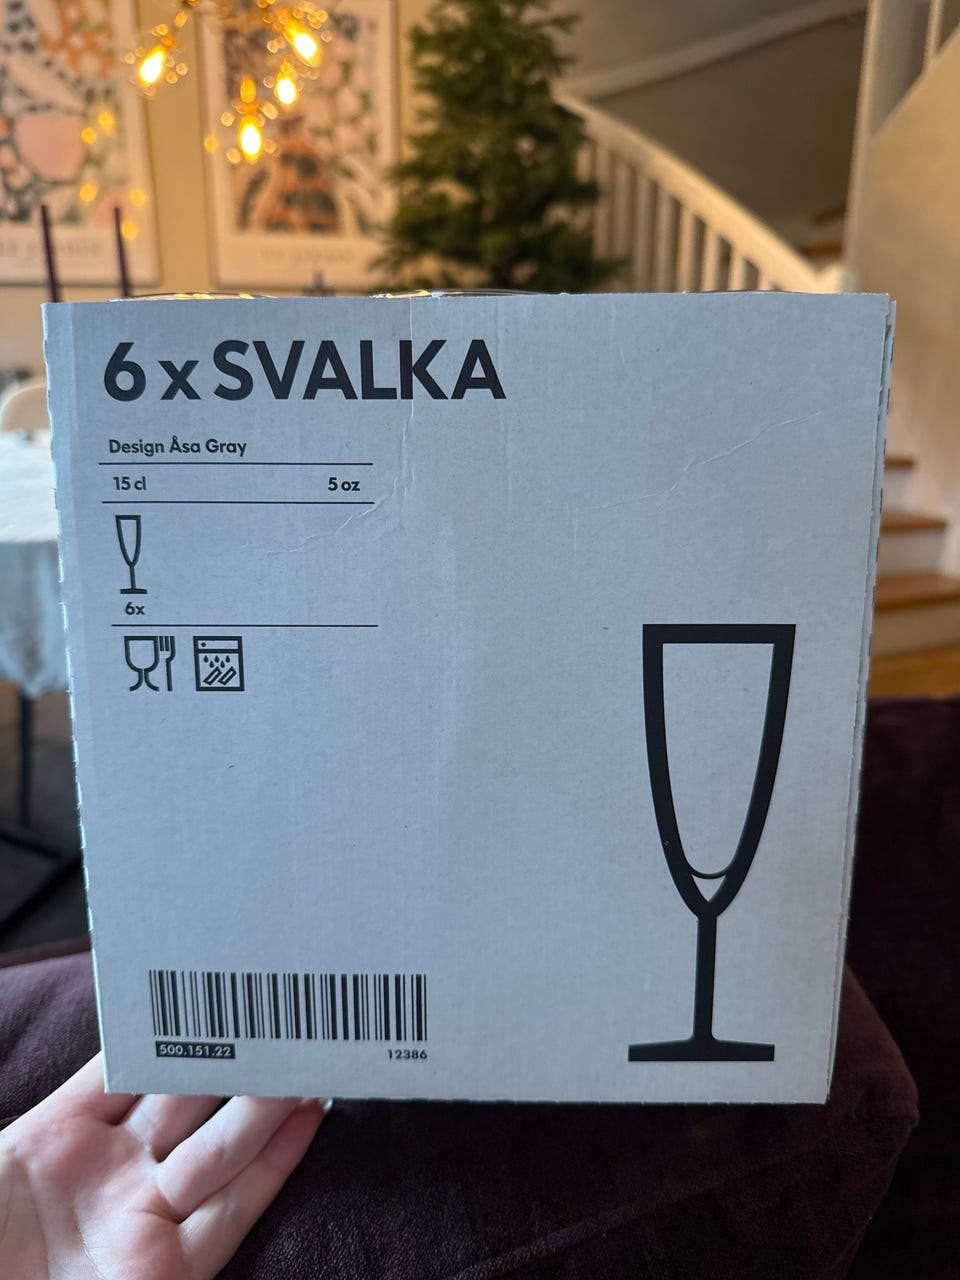 6 x SVALKA
Design Åsa Gray
15 cl 5 oz
6x
500.151.22 12386